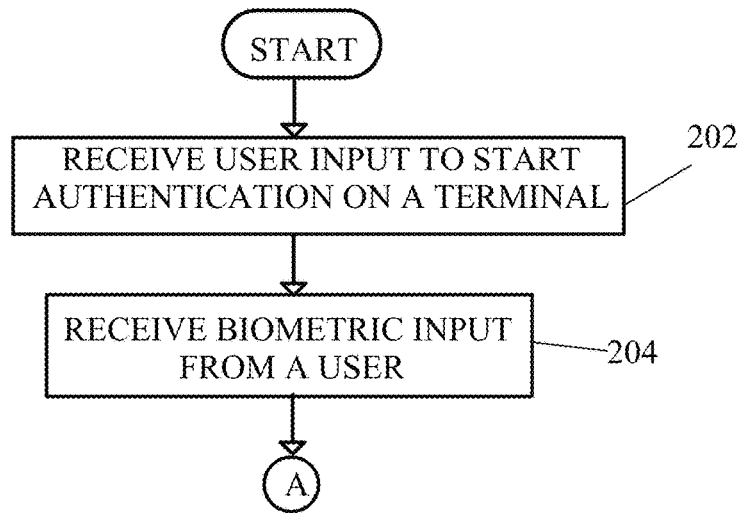 START
202
RECEIVE USER INPUT TO START
AUTHENTICATION ON A TERMINAL
RECEIVE BIOMETRIC INPUT
FROM A USER
204
A